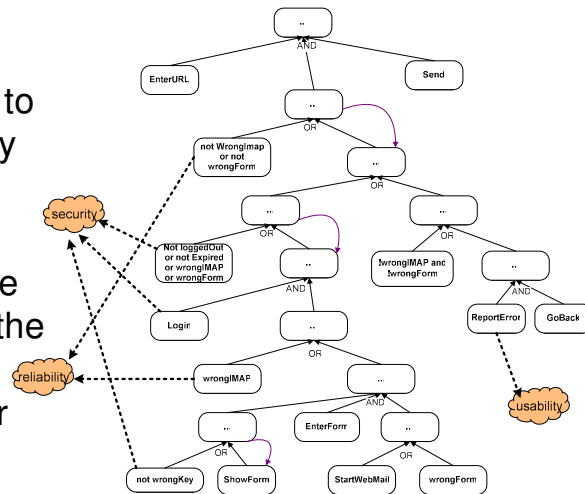 ..
AND
EnterURL
Send
to
..
y
OR
not WrongImap
or not
wrongForm
...
OR
security
...
...
OR
OR
Not loggedOut
or not Expired
or wrongIMAP
or wrongForm
..
!wrongIMAP and
!wrongForm
..
e
AND
AND
Login
..
ReportError
GoBack
the
OR
reliability
wrongIMAP
...
usability
r
AND
...
EnterForm
...
OR
OR
not wrongKey
ShowForm
StartWebMail
wrongForm